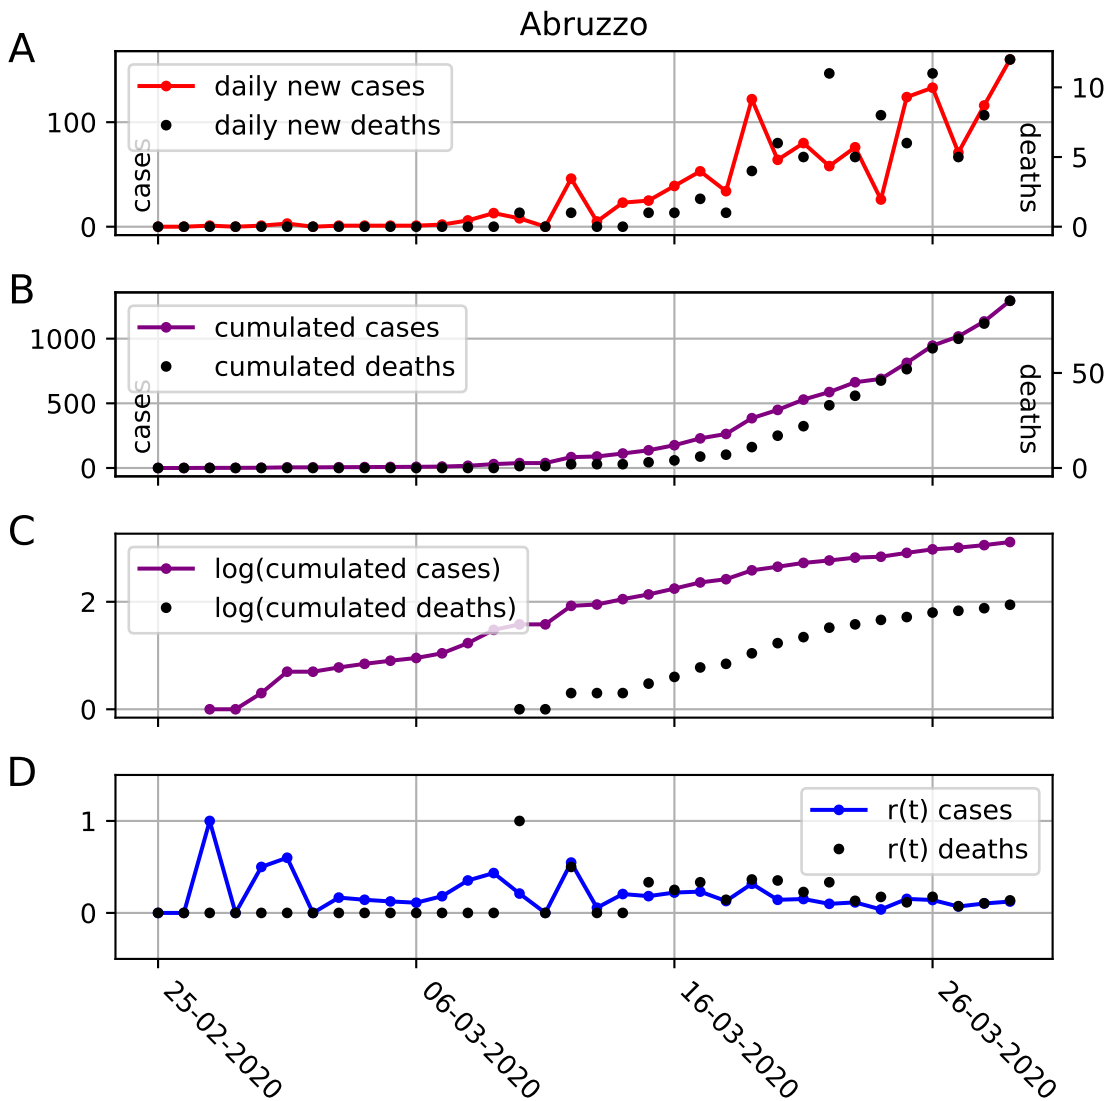 Abruzzo
A
daily new cases
daily new deaths
100
0
cases
10
5
0
deaths
B
cumulated cases
cumulated deaths
1000
500
0
cases
50
0
deaths
C
log(cumulated cases)
log(cumulated deaths)
2
0
D
r(t) cases
r(t) deaths
1
0
25-02-2020
06-03-2020
16-03-2020
26-03-2020